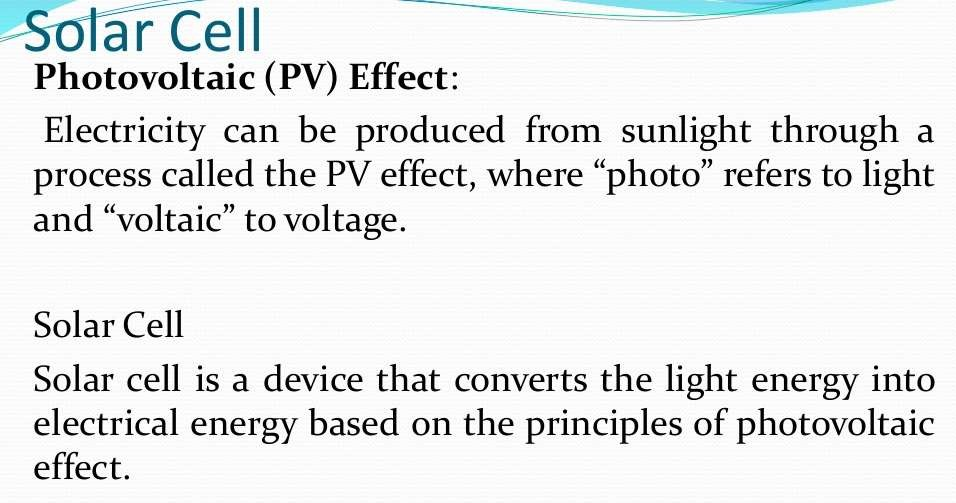 Solar Cell
Photovoltaic (PV) Effect:
Electricity can be produced from sunlight through a
process called the PV effect, where “photo” refers to light
and “voltaic” to voltage.
Solar Cell
Solar cell is a device that converts the light energy into
electrical energy based on the principles of photovoltaic
effect.